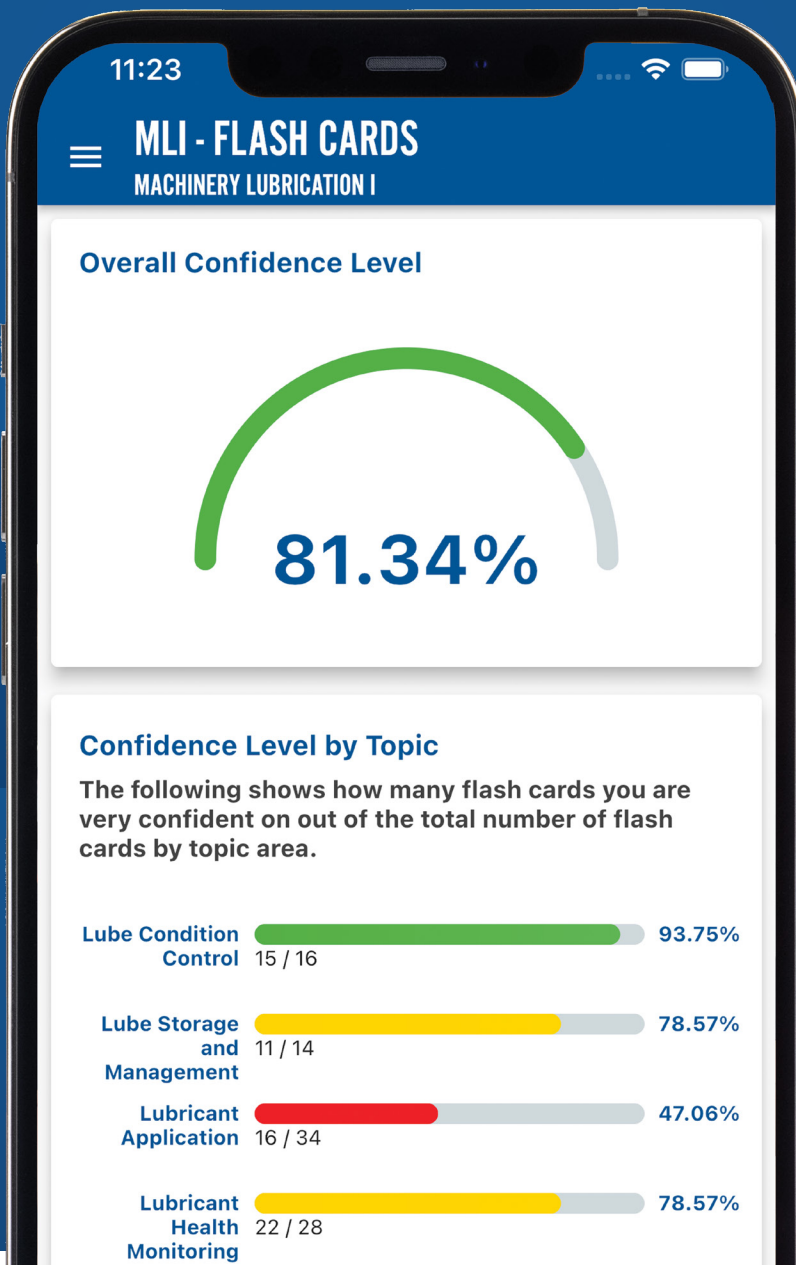 11:23
MLI - FLASH CARDS
MACHINERY LUBRICATION I
Overall Confidence Level
81.34%
Confidence Level by Topic
The following shows how many flash cards you are
very confident on out of the total number of flash
cards by topic area.
Lube Condition
Control
93.75%
15 / 16
Lube Storage
and
Management
78.57%
11 / 14
Lubricant
Application
47.06%
16 / 34
Lubricant
Health
Monitoring
78.57%
22 / 28